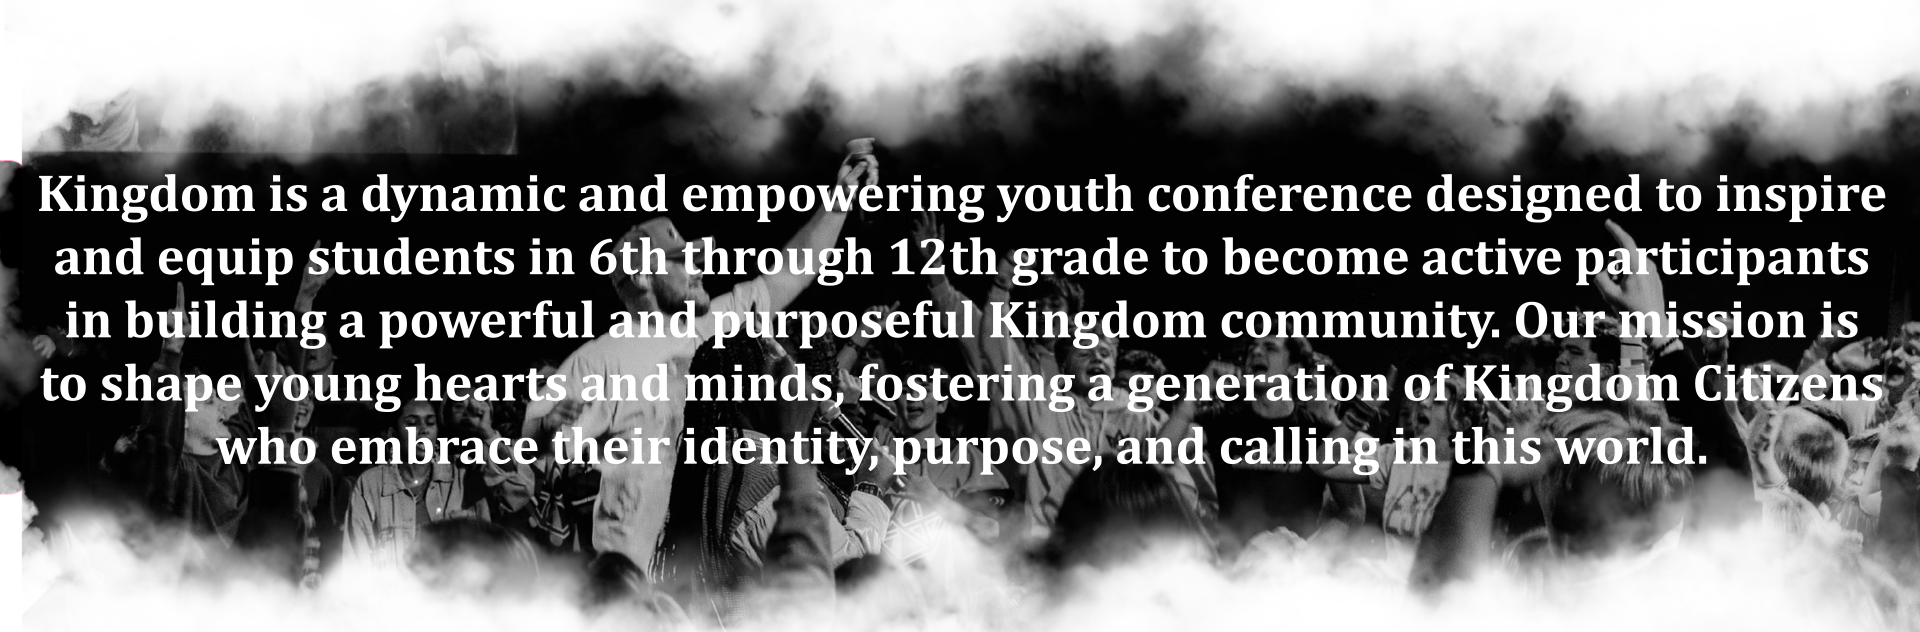 Kingdom is a dynamic and empowering youth conference designed to inspire
and equip students in 6th through 12th grade to become active participants
in building a powerful and purposeful Kingdom community. Our mission is
to shape young hearts and minds, fostering a generation of Kingdom Citizens
who embrace their identity, purpose, and calling in this world.